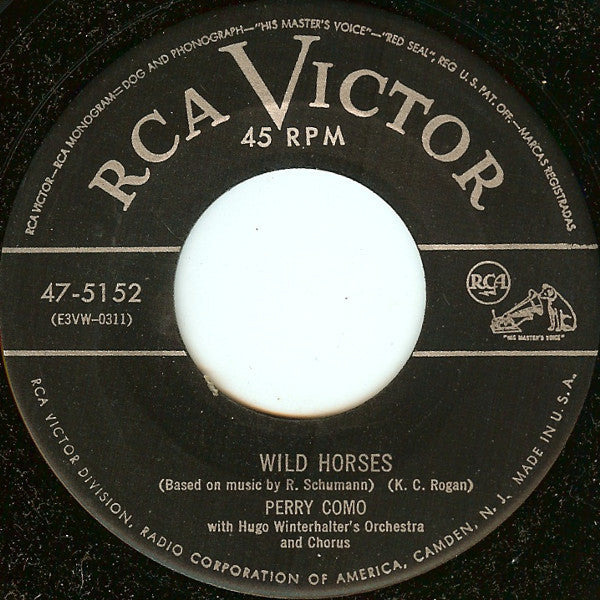 RCA VICTOR—RCA MONOGRAM—DOG AND PHONOGRAPH—"HIS MASTER'S VOICE"—"RED SEAL", REG U.S. PAT. OFF.—MARCAS REGISTRADAS
RCA VICTOR
45 RPM
47-5152
(E3VW-0311)
RCA
"HIS MASTER'S VOICE"
WILD HORSES
(Based on music by R. Schumann) (K. C. Rogan)
PERRY COMO
with Hugo Winterhalter's Orchestra
and Chorus
RCA VICTOR DIVISION, RADIO CORPORATION OF AMERICA, CAMDEN, N. J. MADE IN U.S.A.